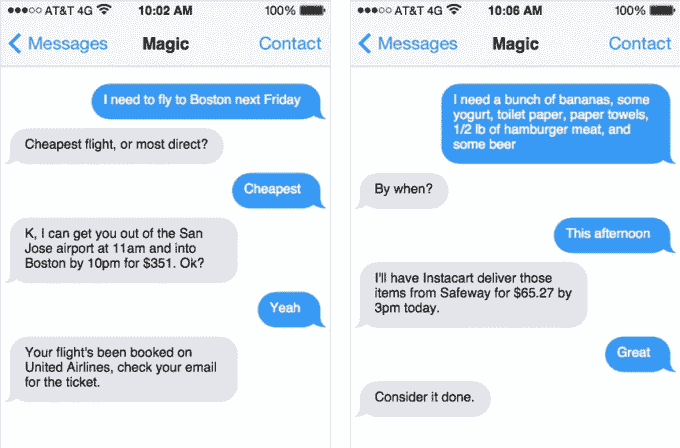 AT&T 4G 10:02 AM 100%
Messages Magic Contact
I need to fly to Boston next Friday
Cheapest flight, or most direct?
Cheapest
K, I can get you out of the San
Jose airport at 11am and into
Boston by 10pm for $351. Ok?
Yeah
Your flight's been booked on
United Airlines, check your email
for the ticket.
AT&T 4G 10:06 AM 100%
Messages Magic Contact
I need a bunch of bananas, some
yogurt, toilet paper, paper towels,
1/2 lb of hamburger meat, and
some beer
By when?
This afternoon
I'll have Instacart deliver those
items from Safeway for $65.27 by
3pm today.
Great
Consider it done.